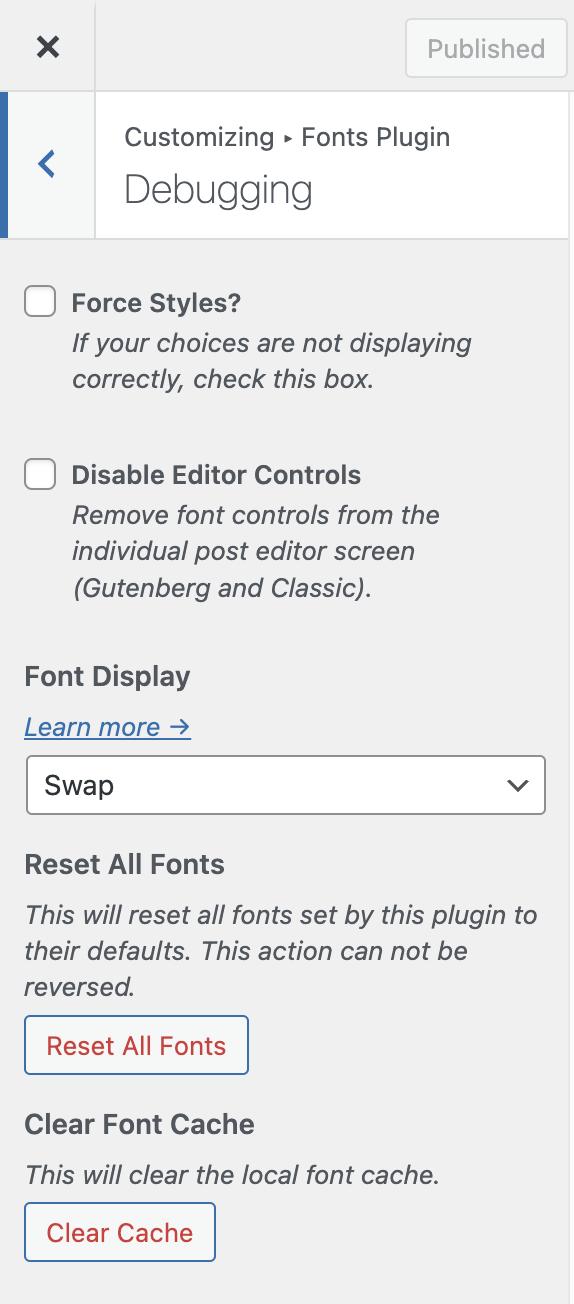 Published
Customizing ▸ Fonts Plugin
Debugging
Force Styles?
If your choices are not displaying
correctly, check this box.
Disable Editor Controls
Remove font controls from the
individual post editor screen
(Gutenberg and Classic).
Font Display
Learn more →
Swap
Reset All Fonts
This will reset all fonts set by this plugin to
their defaults. This action can not be
reversed.
Reset All Fonts
Clear Font Cache
This will clear the local font cache.
Clear Cache